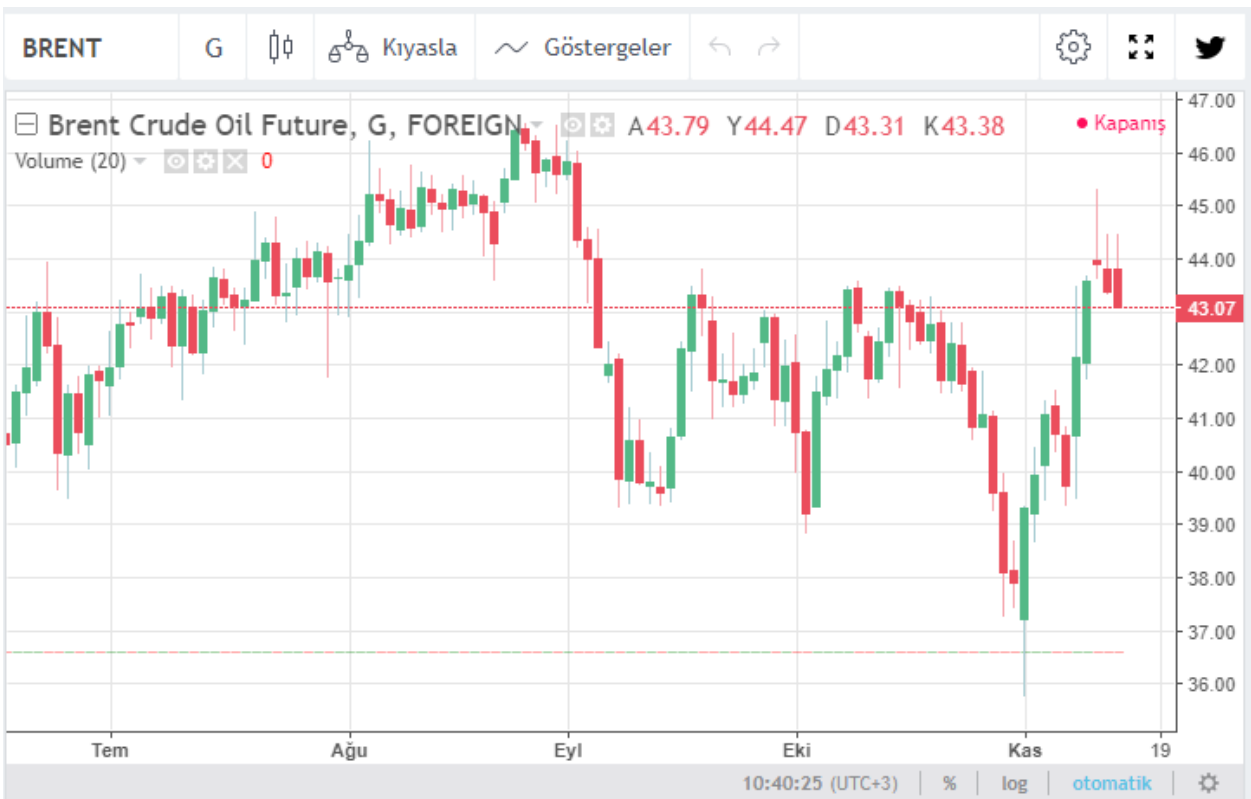 BRENT G Kıyasla Göstergeler
Brent Crude Oil Future, G, FOREIGN A43.79 Y44.47 D43.31 K43.38
Kapanış
Volume (20) 0
47.00
46.00
45.00
44.00
43.07
42.00
41.00
40.00
39.00
38.00
37.00
36.00
Tem Ağu Eyl Eki Kas 19
10:40:25 (UTC+3) % log otomatik